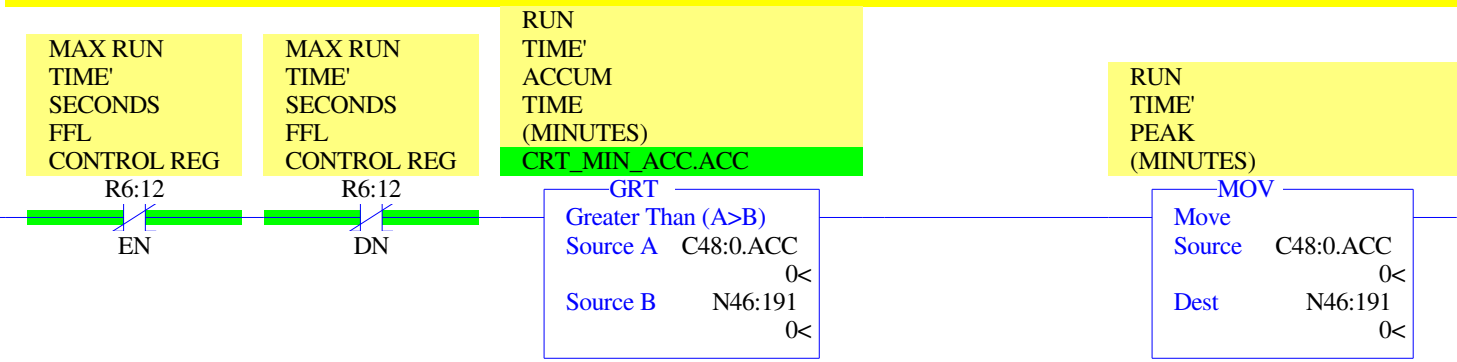 MAX RUN
TIME'
SECONDS
FFL
CONTROL REG
R6:12
EN
MAX RUN
TIME'
SECONDS
FFL
CONTROL REG
R6:12
DN
RUN
TIME'
ACCUM
TIME
(MINUTES)
CRT_MIN_ACC.ACC
GRT
Greater Than (A>B)
Source A C48:0.ACC
0<
Source B N46:191
0<
RUN
TIME'
PEAK
(MINUTES)
MOV
Move
Source C48:0.ACC
0<
Dest N46:191
0<